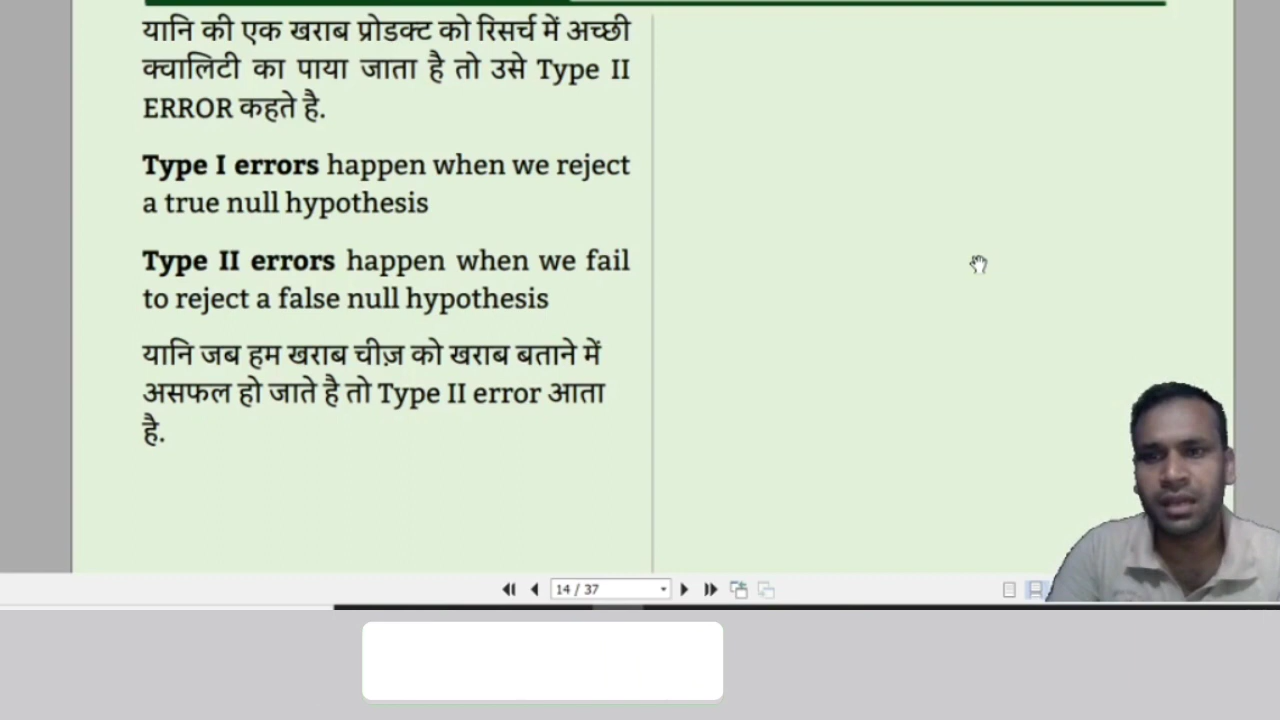 यानि की एक खराब प्रोडक्ट को रिसर्च में अच्छी
क्वालिटी का पाया जाता है तो उसे Type II
ERROR कहते है.
Type I errors happen when we reject
a true null hypothesis
Type II errors happen when we fail
to reject a false null hypothesis
यानि जब हम खराब चीज़ को खराब बताने में
असफल हो जाते है तो Type II error आता
है.
14 / 37